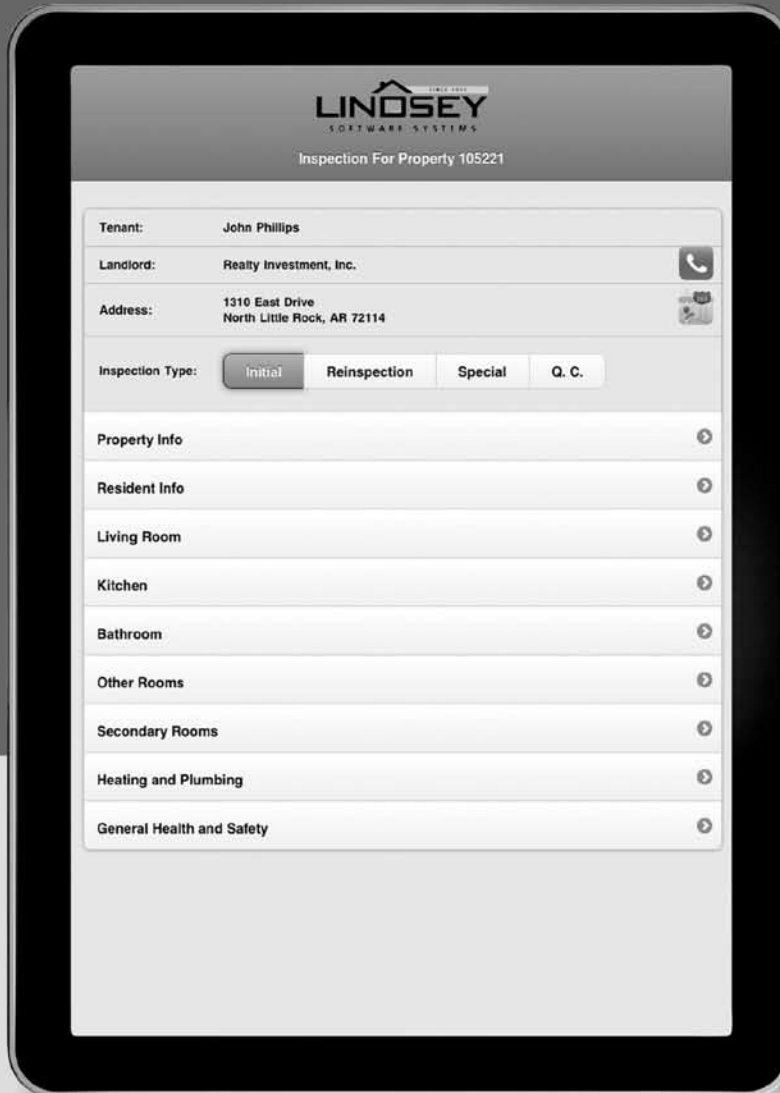 LINDSEY
SOFTWARE SYSTEMS
Inspection For Property 105221
Tenant: John Phillips
Landlord: Realty Investment, Inc.
Address: 1310 East Drive
North Little Rock, AR 72114
Inspection Type: Initial Reinspection Special Q. C.
Property Info
Resident Info
Living Room
Kitchen
Bathroom
Other Rooms
Secondary Rooms
Heating and Plumbing
General Health and Safety